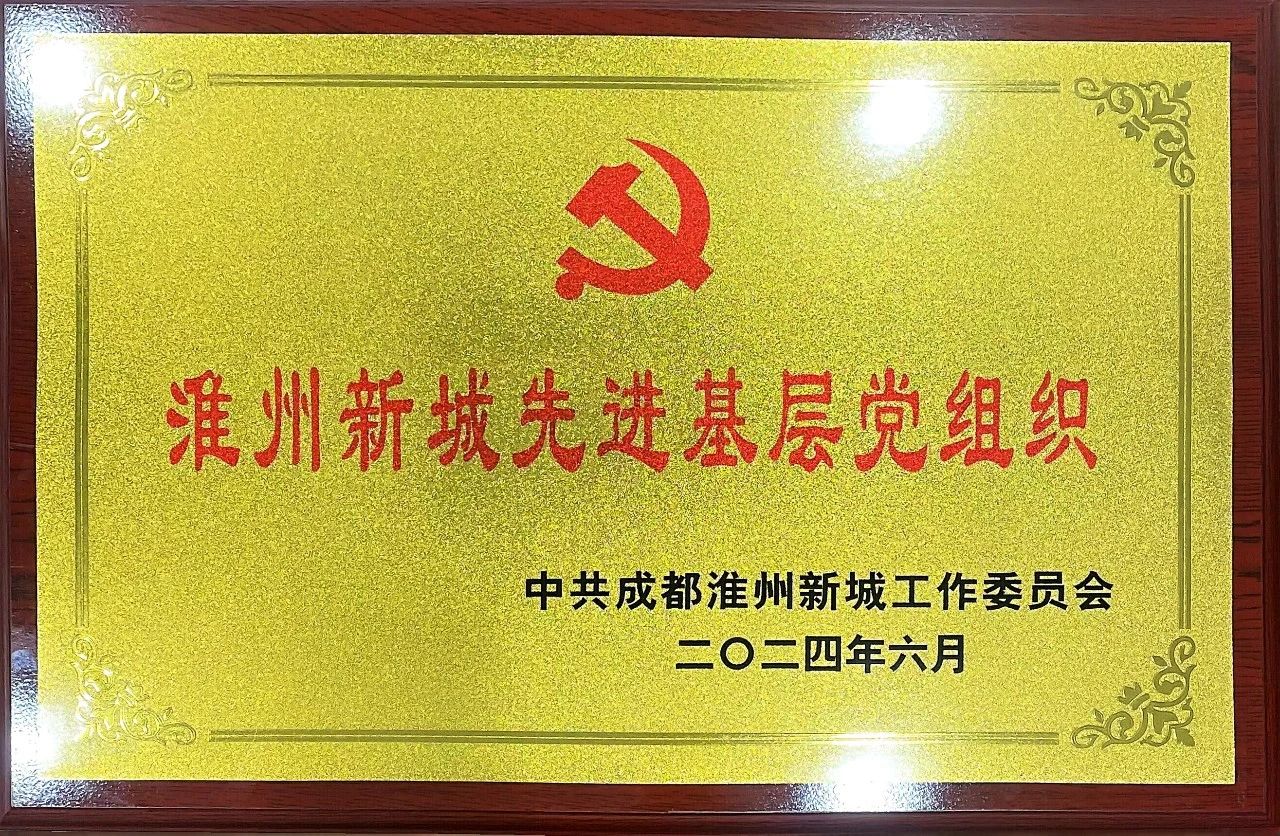 淮州新城先进基层党组织
中共成都淮州新城工作委员会
二〇二四年六月